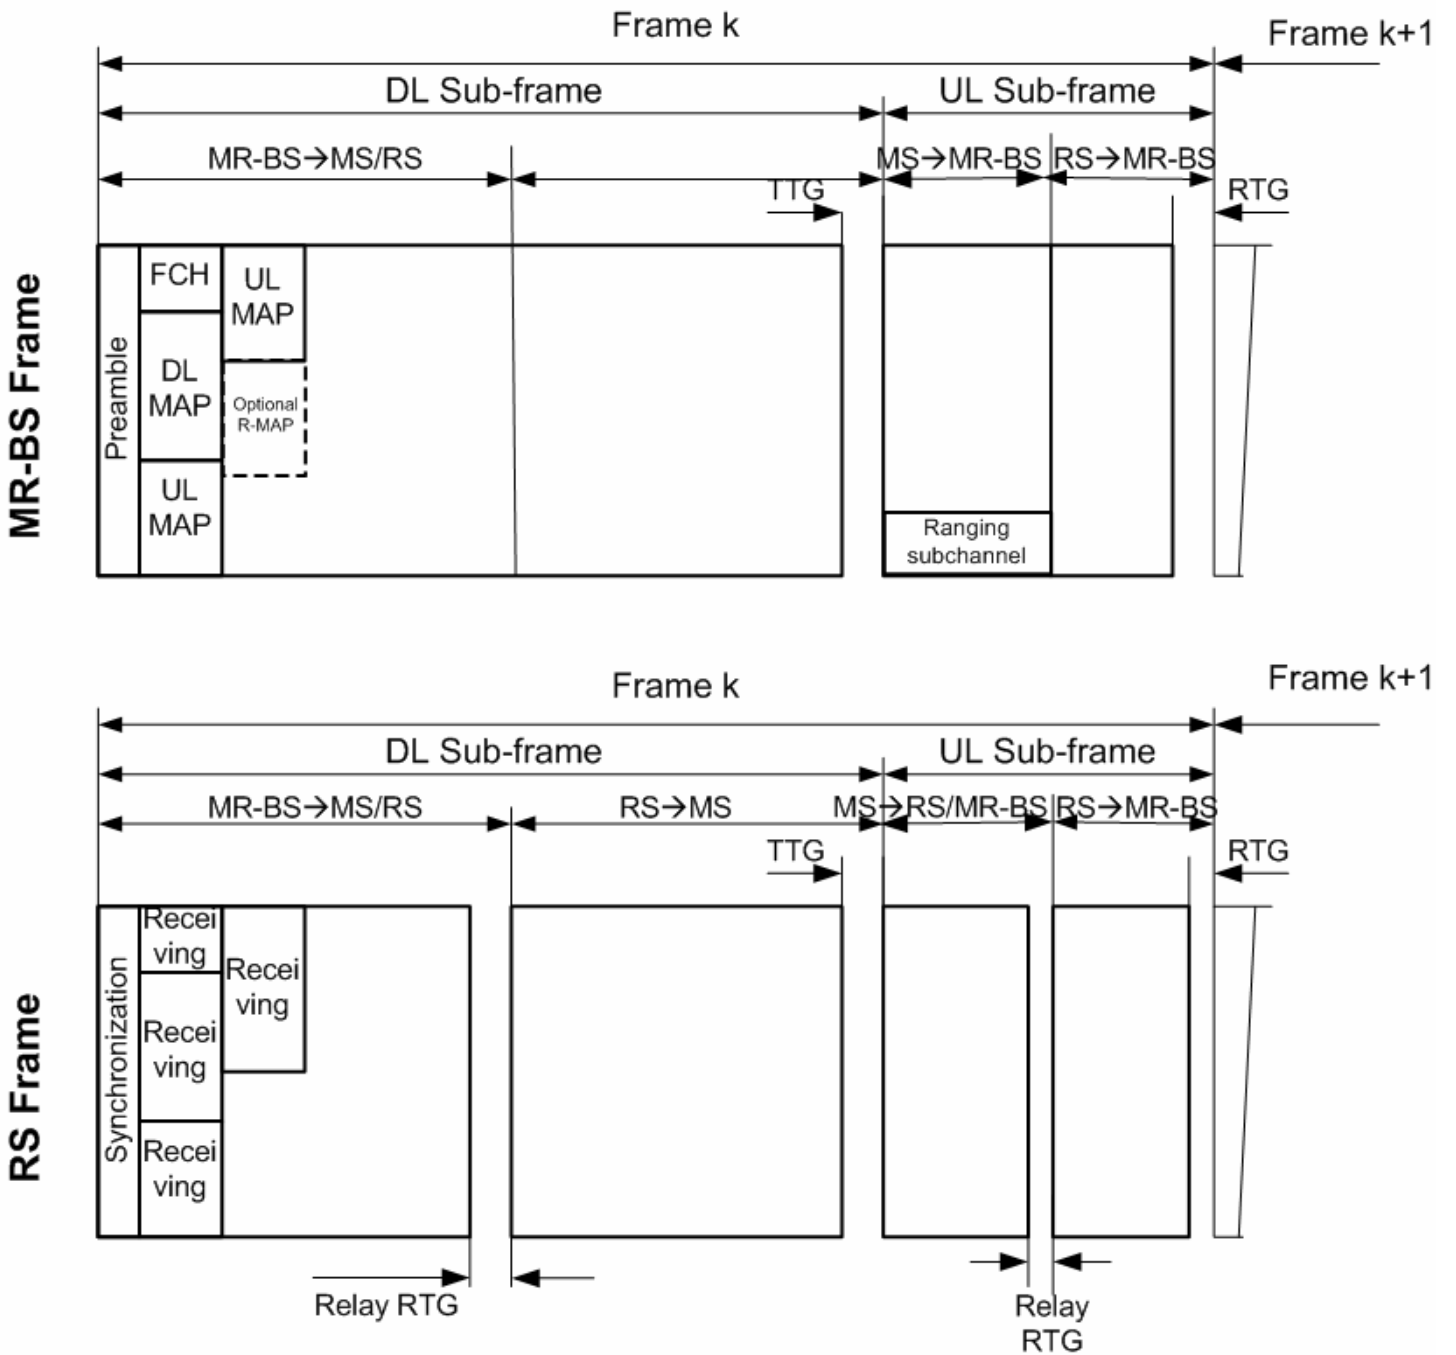 Frame k
Frame k+1
DL Sub-frame
UL Sub-frame
MR-BS→MS/RS
MS→MR-BS
RS→MR-BS
TTG
RTG
MR-BS Frame
Preamble
FCH
DL
MAP
UL
MAP
UL
MAP
Optional
R-MAP
Ranging
subchannel
Frame k
Frame k+1
DL Sub-frame
UL Sub-frame
MR-BS→MS/RS
RS→MS
MS→RS/MR-BS
RS→MR-BS
TTG
RTG
RS Frame
Synchronization
Recei
ving
Recei
ving
Recei
ving
Recei
ving
Relay RTG
Relay
RTG